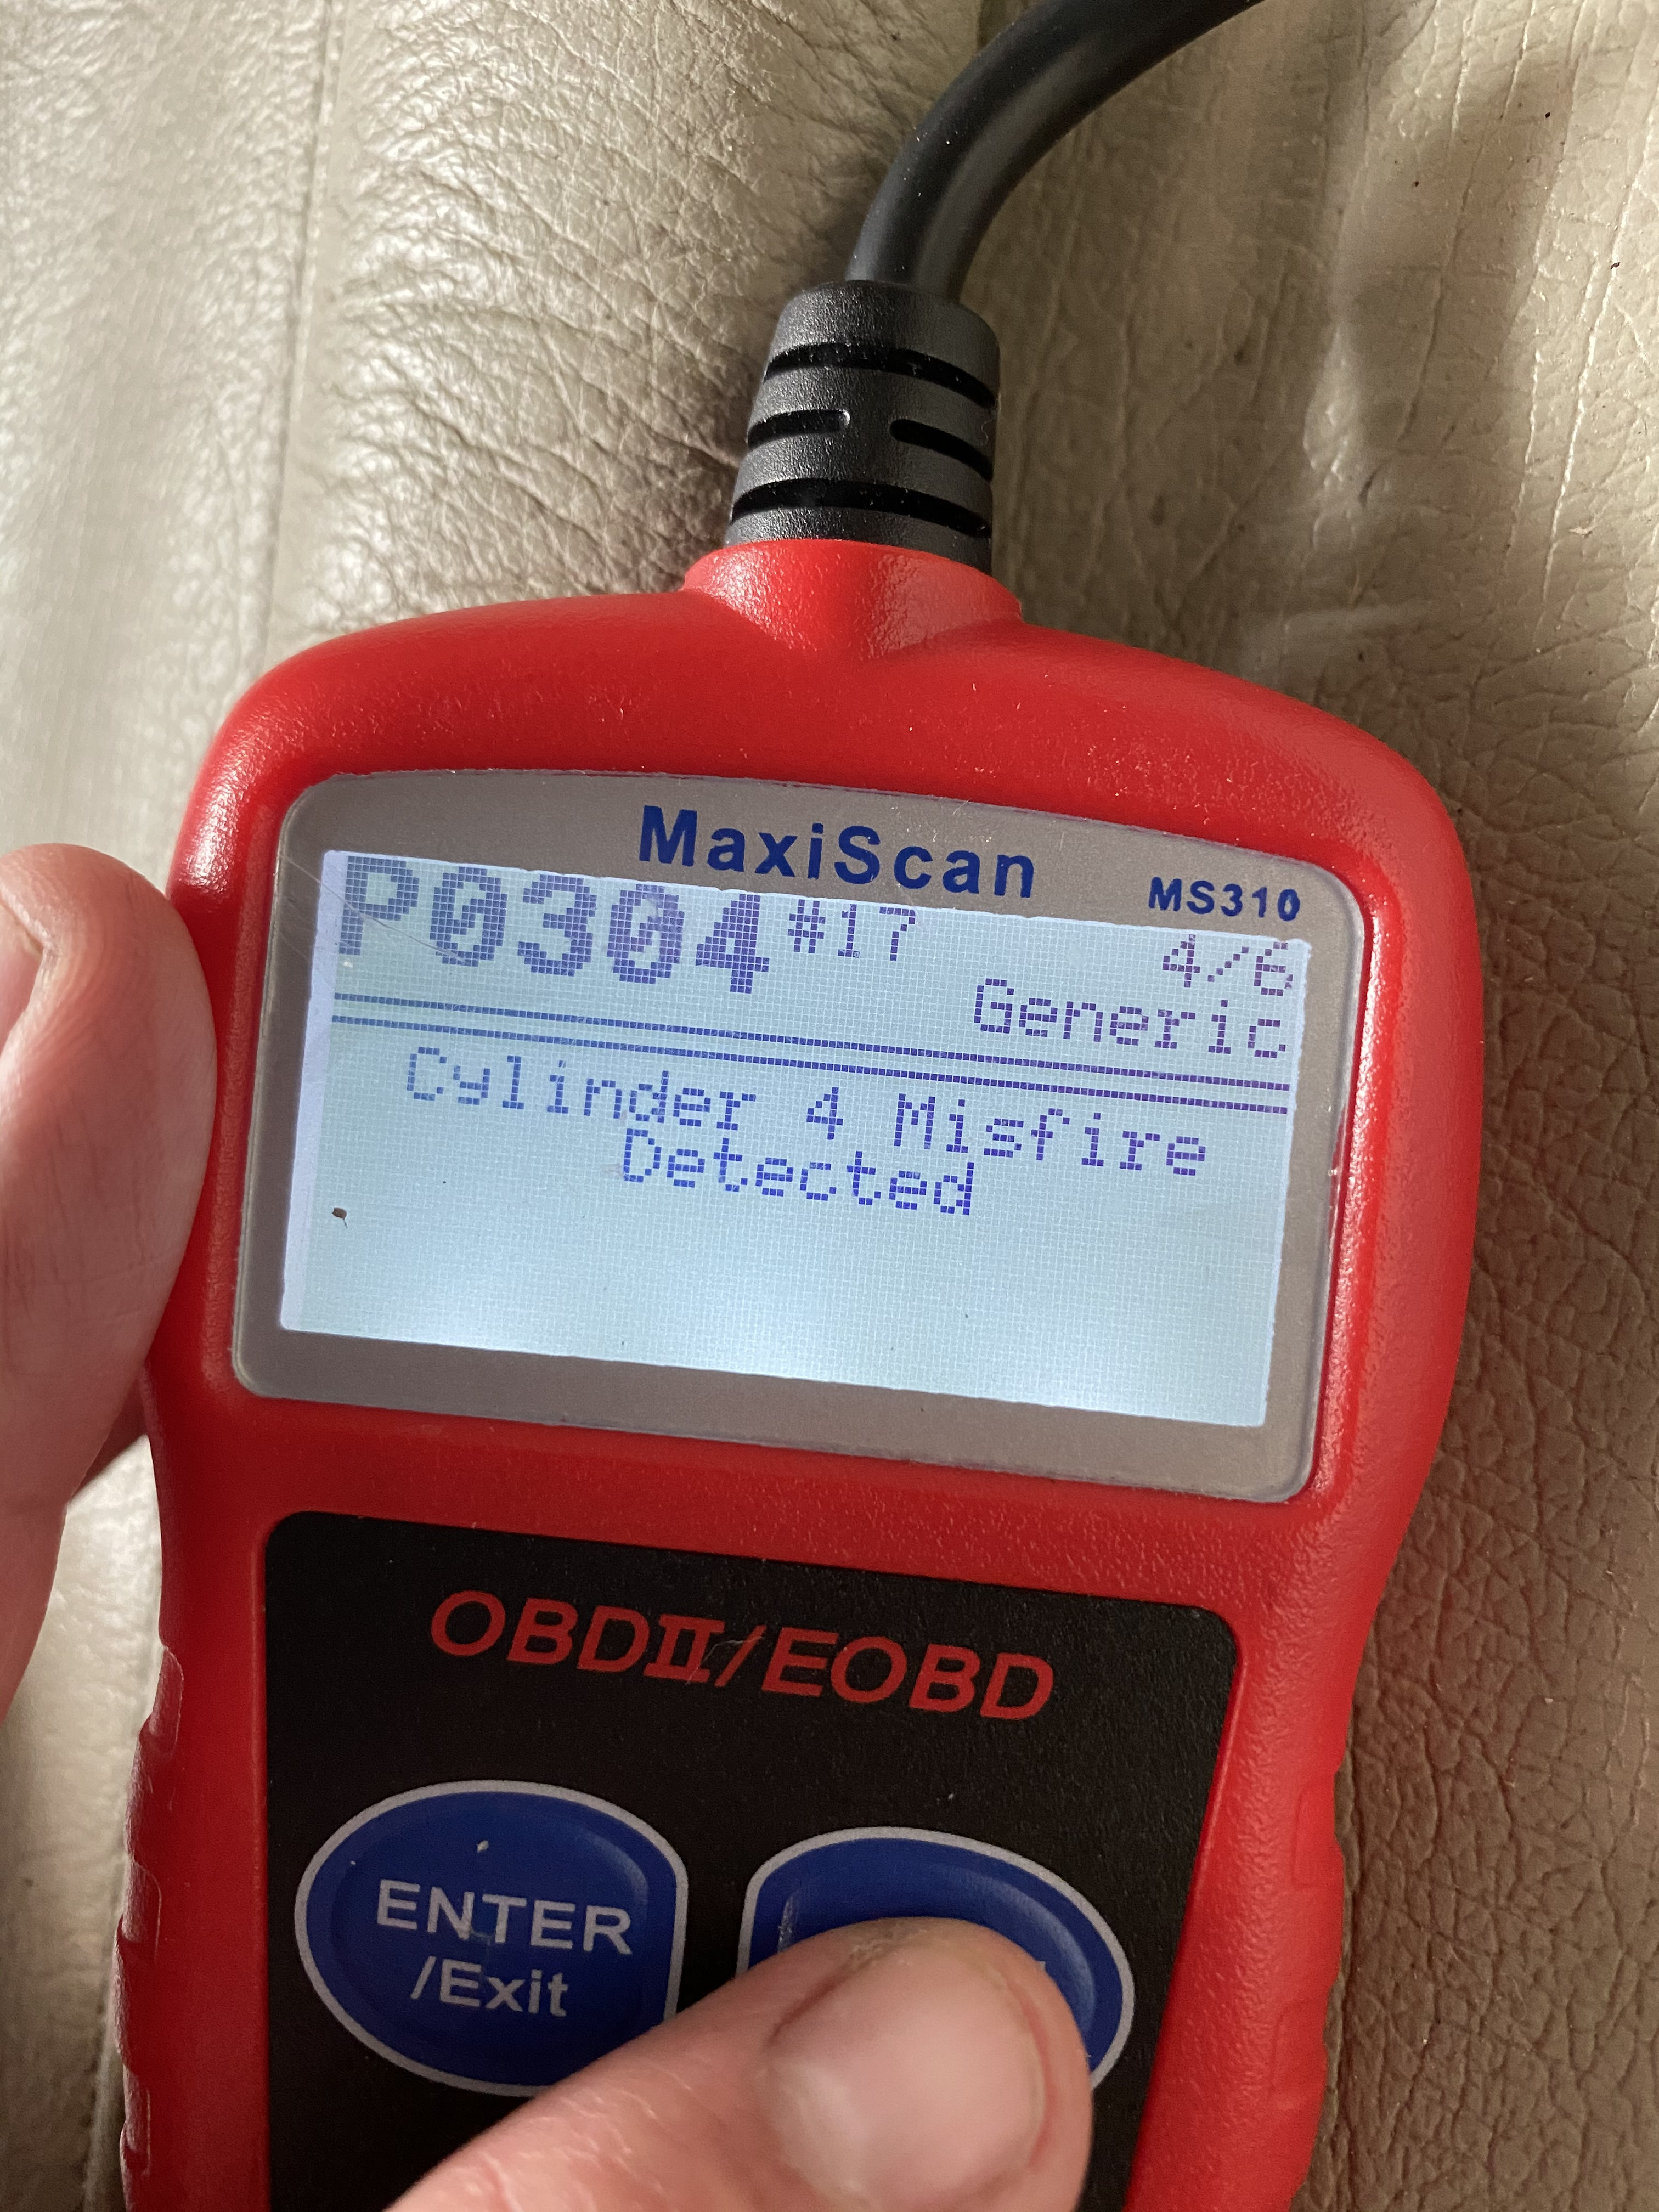 MaxiScan
MS310
P0304 #17 4/6
Generic
Cylinder 4 Misfire
Detected
OBDII/EOBD
ENTER
/Exit